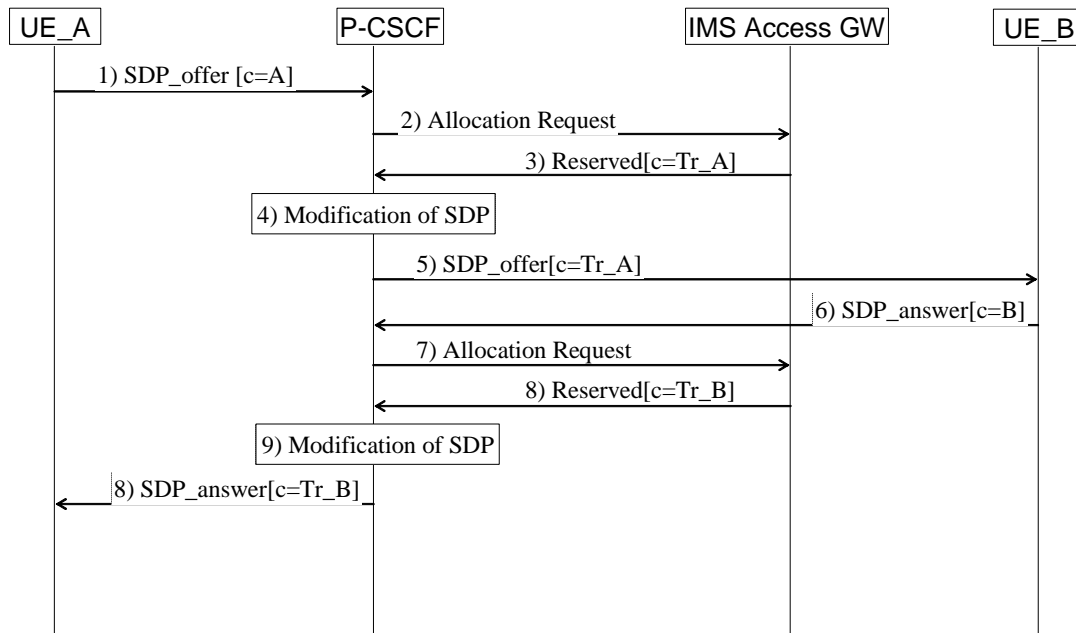 UE_A
P-CSCF
IMS Access GW
UE_B
1) SDP_offer [c=A]
2) Allocation Request
3) Reserved[c=Tr_A]
4) Modification of SDP
5) SDP_offer[c=Tr_A]
6) SDP_answer[c=B]
7) Allocation Request
8) Reserved[c=Tr_B]
9) Modification of SDP
8) SDP_answer[c=Tr_B]